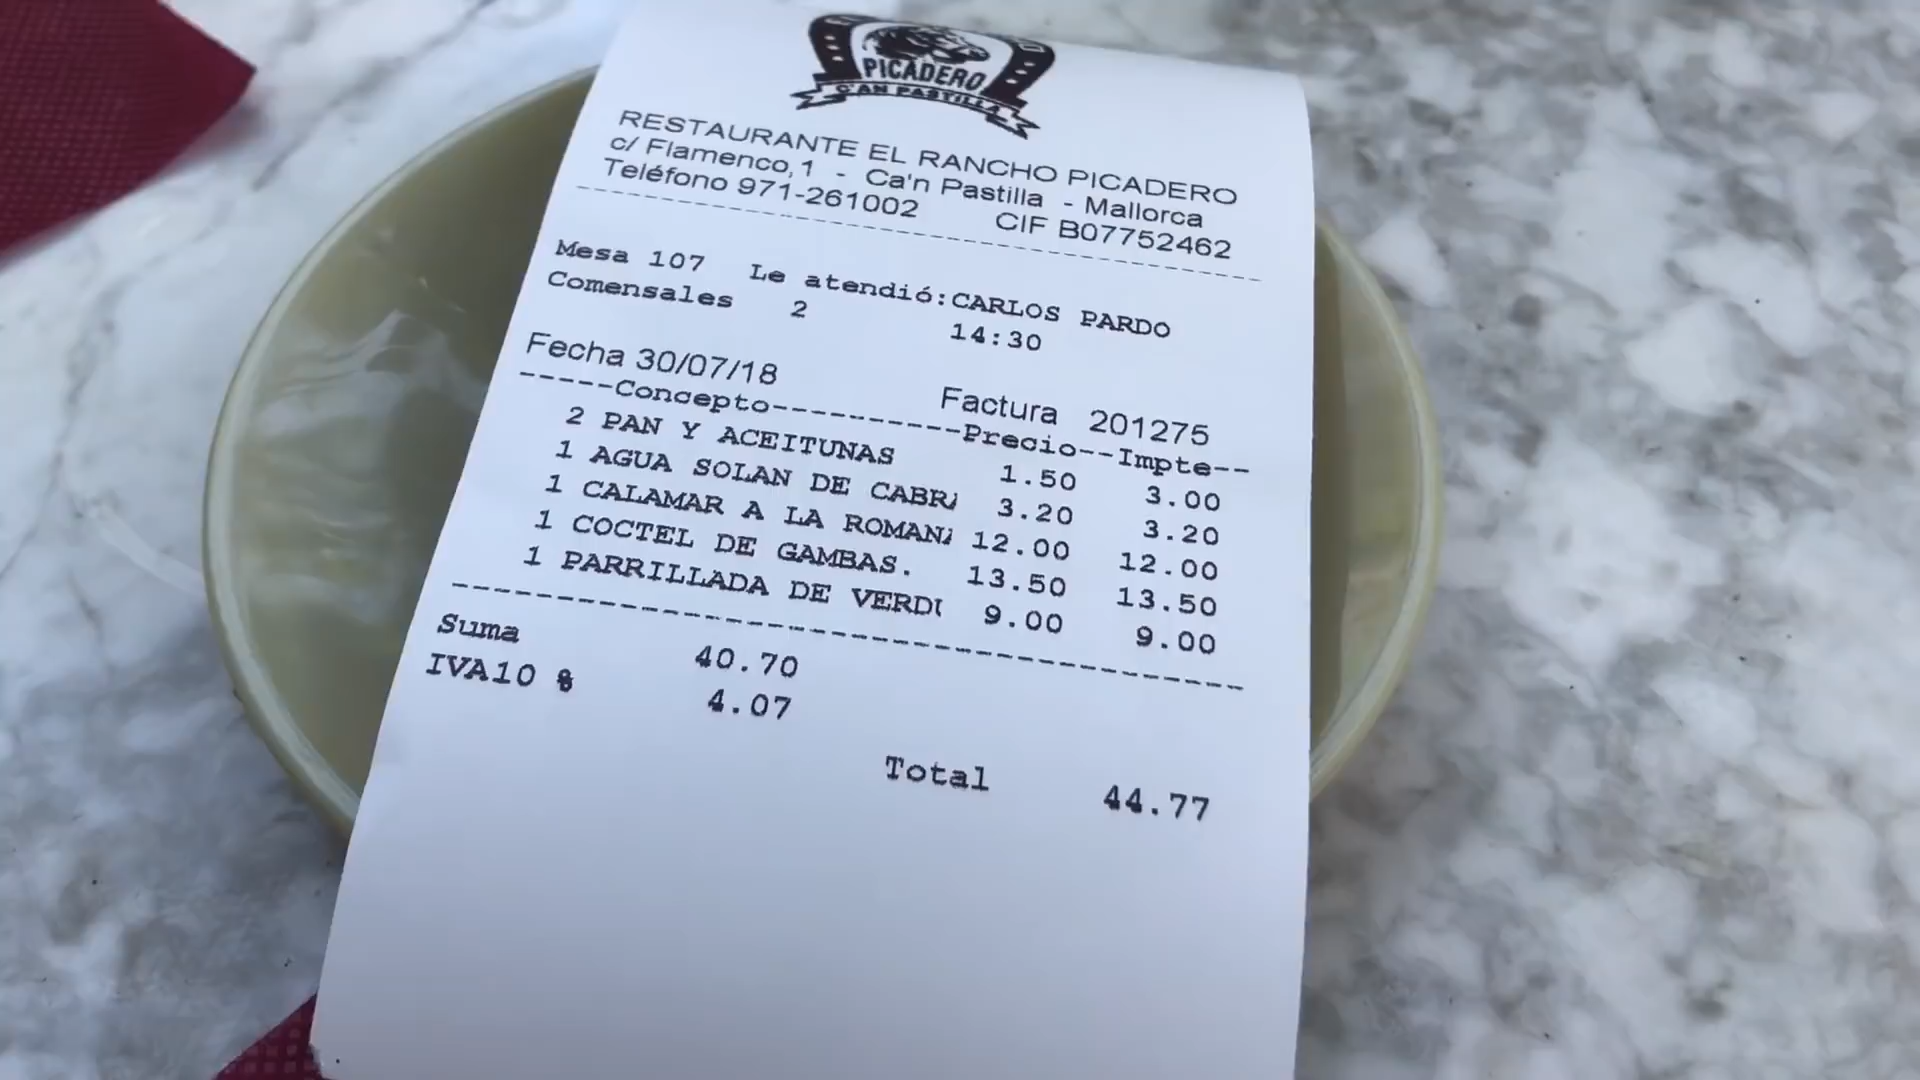 PICADERO
C'AN PASTILLA
RESTAURANTE EL RANCHO PICADERO
c/ Flamenco,1 - Ca'n Pastilla - Mallorca
Teléfono 971-261002 CIF B07752462
Mesa 107 Le atendió:CARLOS PARDO
Comensales 2 14:30
Fecha 30/07/18 Factura 201275
-----Concepto----------Precio--Impte--
2 PAN Y ACEITUNAS 1.50 3.00
1 AGUA SOLAN DE CABRA 3.20 3.20
1 CALAMAR A LA ROMANA 12.00 12.00
1 COCTEL DE GAMBAS. 13.50 13.50
1 PARRILLADA DE VERDU 9.00 9.00
Suma 40.70
IVA10 % 4.07
Total 44.77